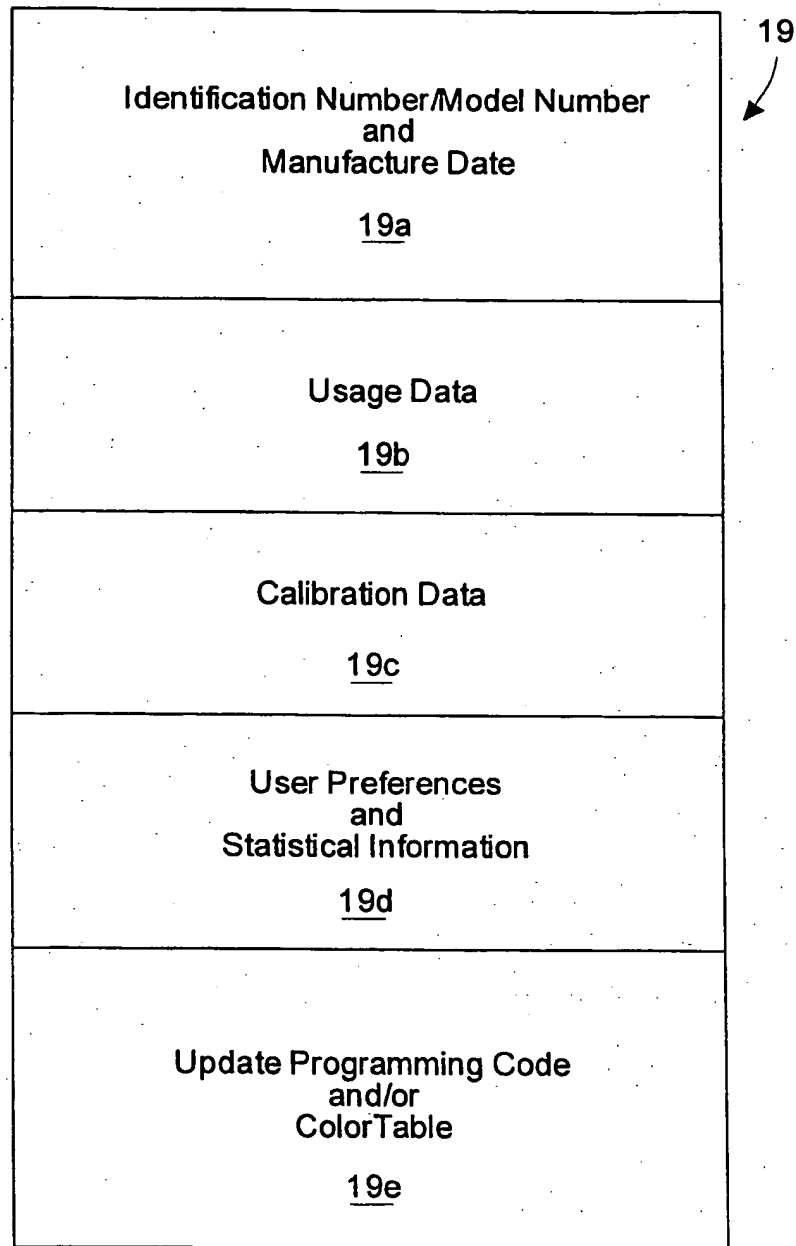 19
Identification Number/Model Number
and
Manufacture Date
19a
Usage Data
19b
Calibration Data
19c
User Preferences
and
Statistical Information
19d
Update Programming Code
and/or
ColorTable
19e